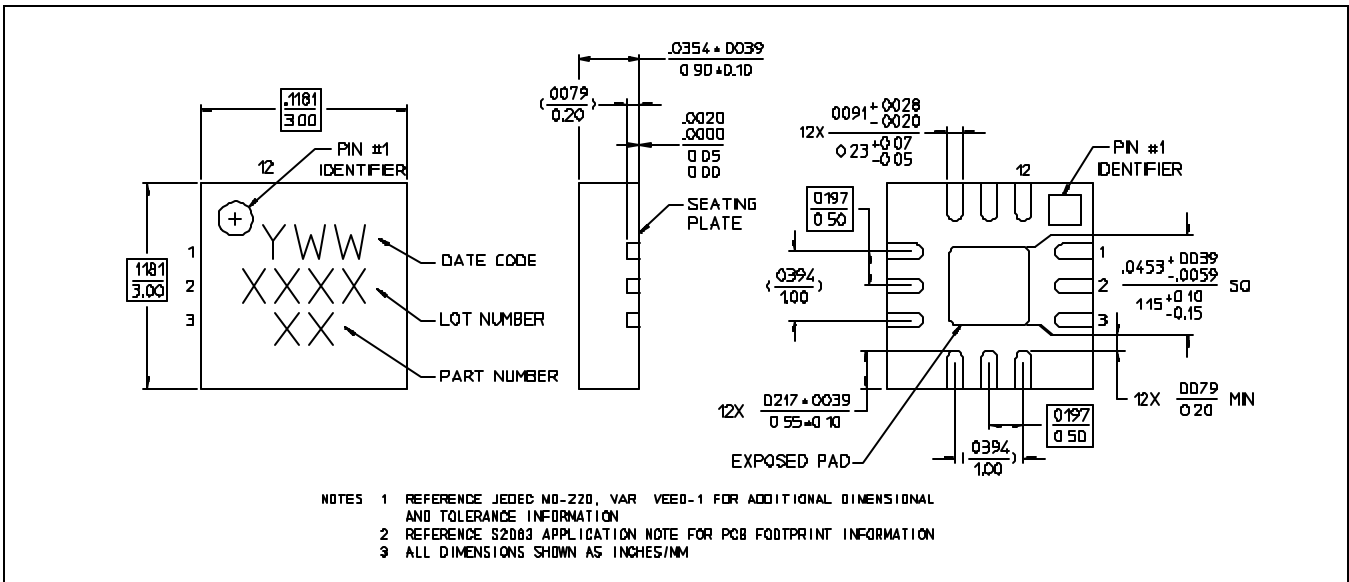 .1181
3.00
PIN #1
IDENTIFIER
12
.1181
3.00
1
2
3
YWW
XXXX
XX
DATE CODE
LOT NUMBER
PART NUMBER
.0354 ± .0039
0.90±0.10
(.0079)
0.20
.0020
.0000
0.05
0.00
SEATING
PLATE
12X
.0091 +.0028 -.0020
0.23 +0.07 -0.05
12
PIN #1
IDENTIFIER
.0197
0.50
(.0394)
1.00
1
2
3
.0453 +.0039 -.0059
1.15 +0.10 -0.15
SQ
12X
.0217 ± .0039
0.55±0.10
EXPOSED PAD
(.0394)
1.00
.0197
0.50
12X
.0079
0.20
MIN
NOTES 1 REFERENCE JEDEC MO-220, VAR VEED-1 FOR ADDITIONAL DIMENSIONAL
AND TOLERANCE INFORMATION
2 REFERENCE S2083 APPLICATION NOTE FOR PCB FOOTPRINT INFORMATION
3 ALL DIMENSIONS SHOWN AS INCHES/MM